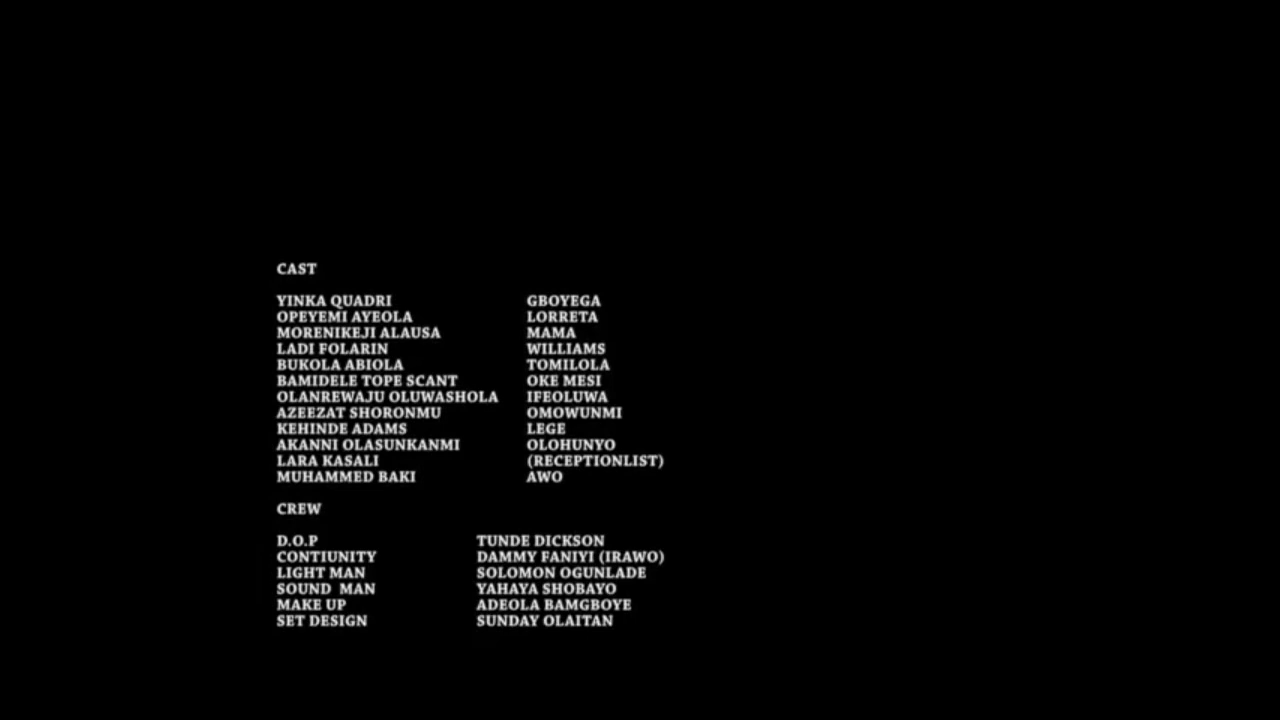 CAST
YINKA QUADRI GBOYEGA
OPEYEMI AYEOLA LORRETA
MORENIKEJI ALAUSA MAMA
LADI FOLARIN WILLIAMS
BUKOLA ABIOLA TOMILOLA
BAMIDELE TOPE SCANT OKE MESI
OLANREWAJU OLUWASHOLA IFEOLUWA
AZEEZAT SHORONMU OMOWUNMI
KEHINDE ADAMS LEGE
AKANNI OLASUNKANMI OLOHUNYO
LARA KASALI (RECEPTIONLIST)
MUHAMMED BAKI AWO
CREW
D.O.P TUNDE DICKSON
CONTIUNITY DAMMY FANIYI (IRAWO)
LIGHT MAN SOLOMON OGUNLADE
SOUND MAN YAHAYA SHOBAYO
MAKE UP ADEOLA BAMGBOYE
SET DESIGN SUNDAY OLAITAN